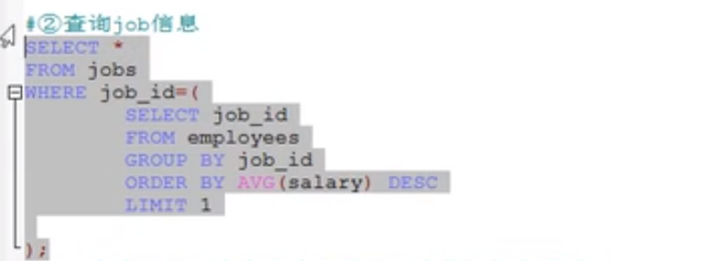 #②查询job信息
SELECT *
FROM jobs
WHERE job_id=(
SELECT job_id
FROM employees
GROUP BY job_id
ORDER BY AVG(salary) DESC
LIMIT 1
);